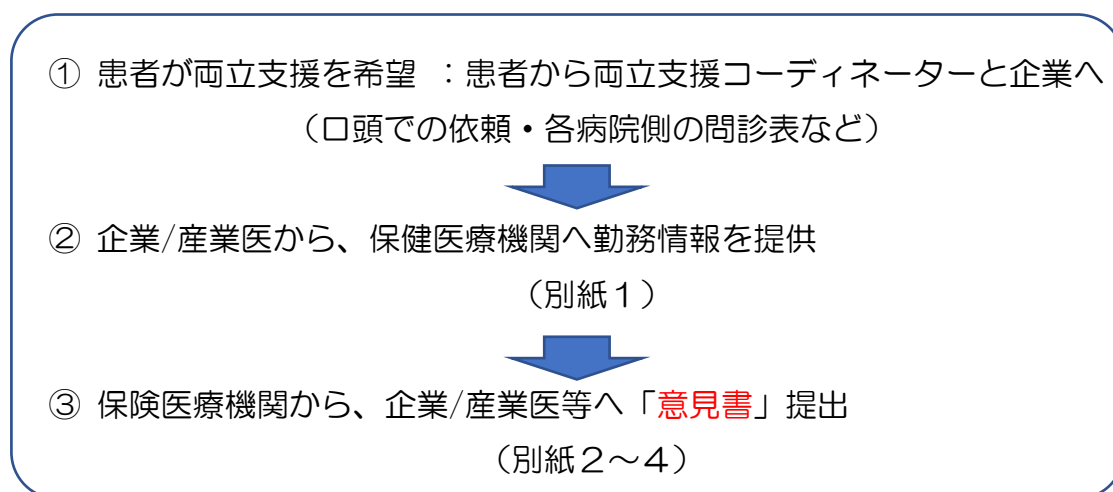 ① 患者が両立支援を希望 ：患者から両立支援コーディネーターと企業へ
（口頭での依頼・各病院側の問診表など）
② 企業/産業医から、保健医療機関へ勤務情報を提供
（別紙１）
③ 保険医療機関から、企業/産業医等へ「意見書」提出
（別紙２～４）